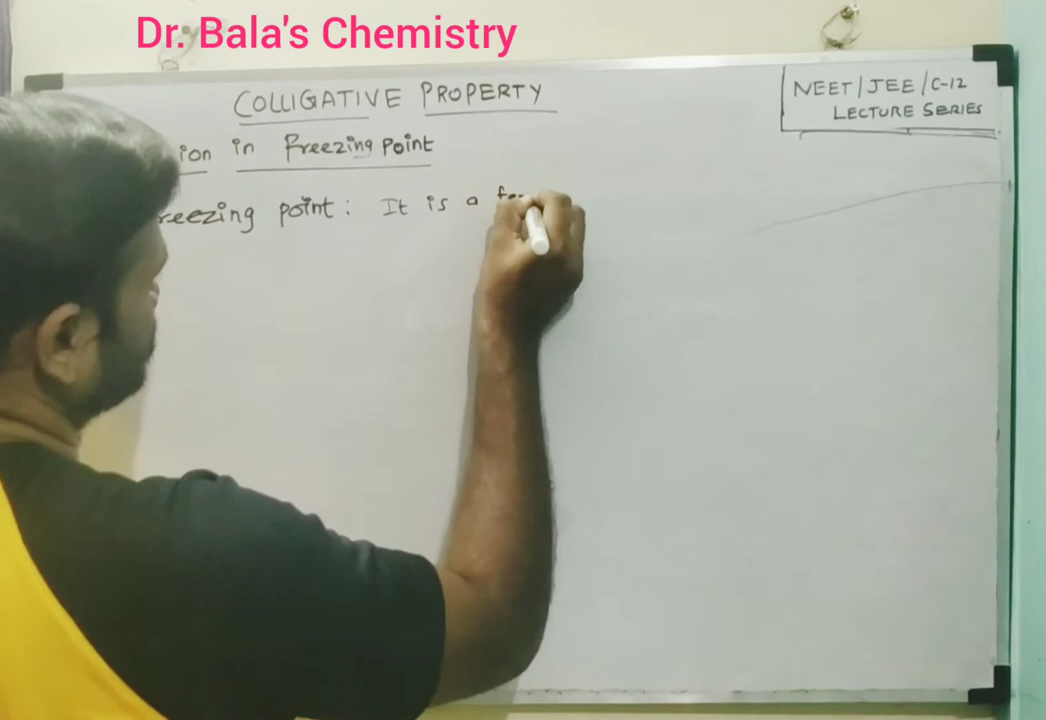 Dr. Bala's Chemistry
COLLIGATIVE PROPERTY
NEET/JEE/C-12
LECTURE SERIES
ion in Freezing Point
reezing point: It is a